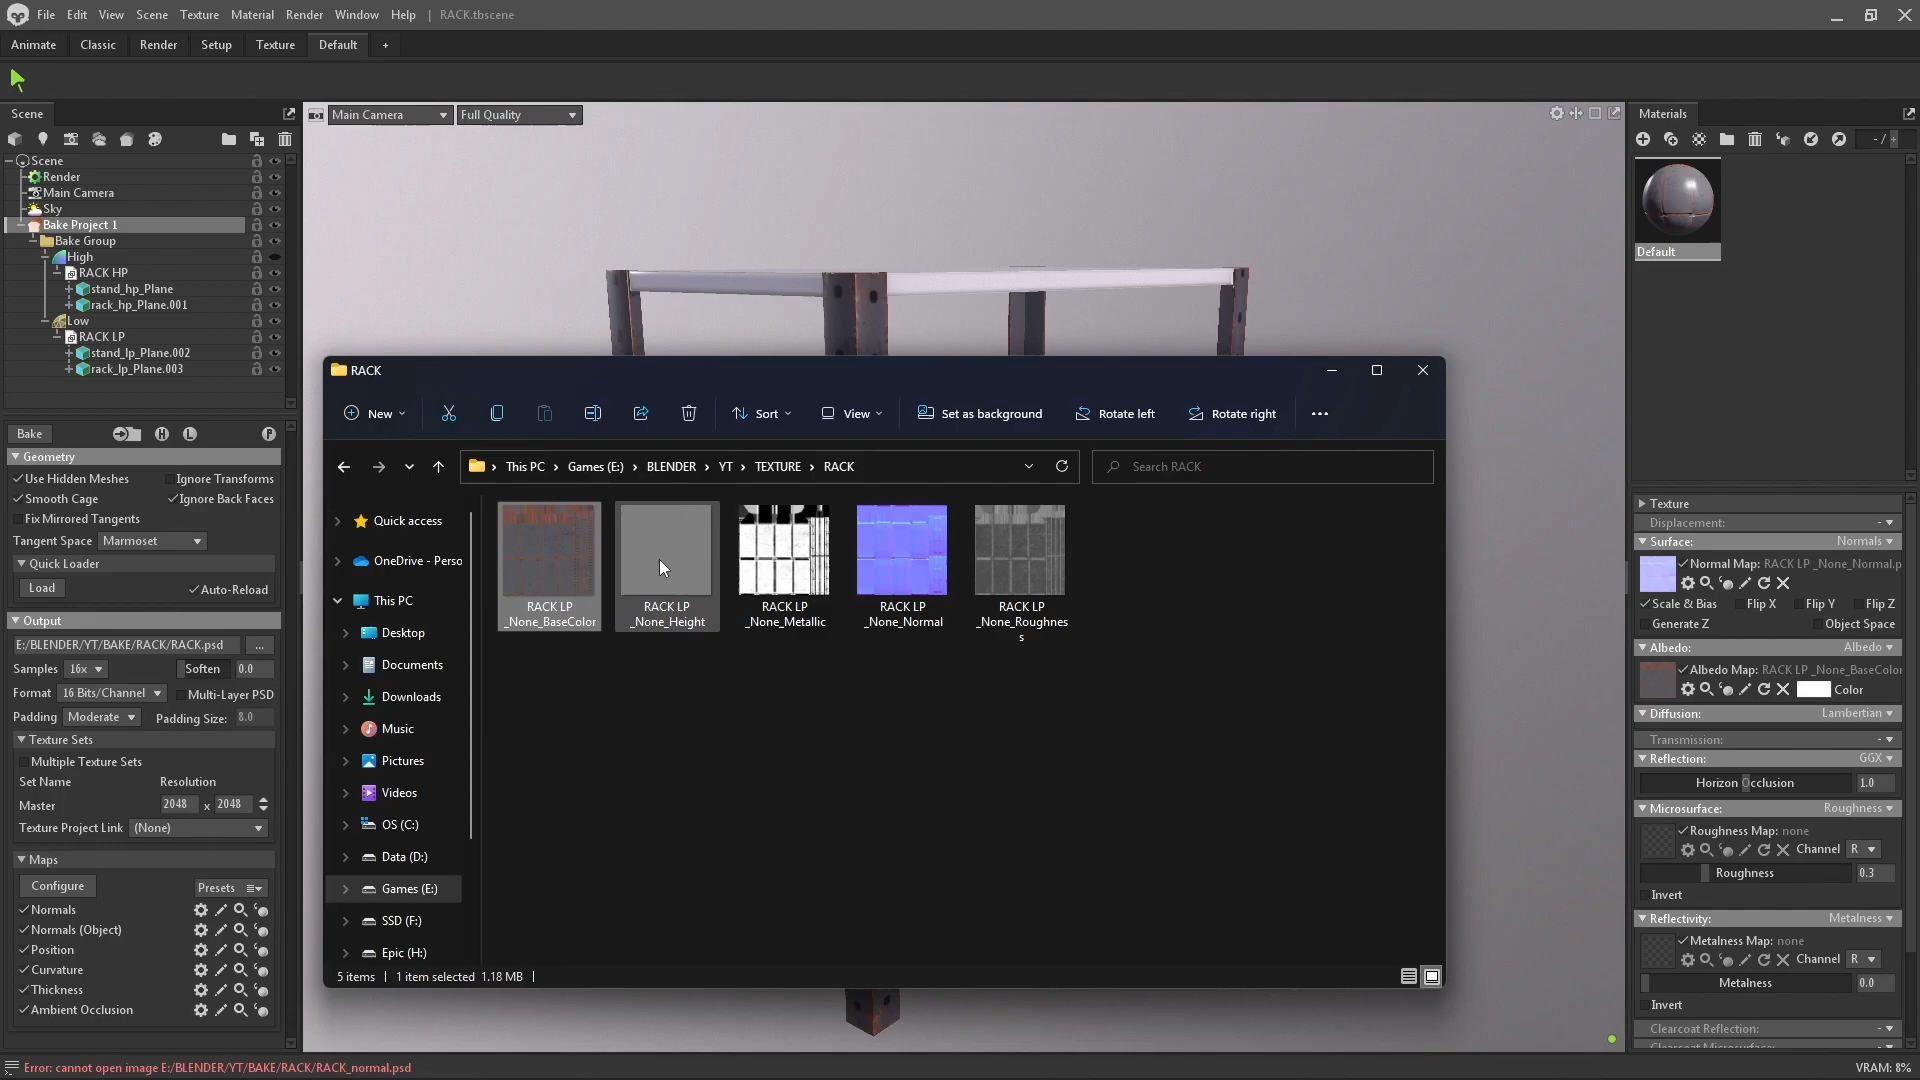 File Edit View Scene Texture Material Render Window Help | RACK.tbscene
Animate Classic Render Setup Texture Default +
Scene
Main Camera Full Quality
Materials
Scene
Render
Main Camera
Sky
Bake Project 1
Bake Group
High
RACK HP
stand_hp_Plane
rack_hp_Plane.001
Low
RACK LP
stand_lp_Plane.002
rack_lp_Plane.003
Default
Bake
Geometry
Use Hidden Meshes Ignore Transforms
Smooth Cage Ignore Back Faces
Fix Mirrored Tangents
Tangent Space Marmoset
Quick Loader
Load Auto-Reload
Output
E:/BLENDER/YT/BAKE/RACK/RACK.psd ...
Samples 16x Soften 0.0
Format 16 Bits/Channel Multi-Layer PSD
Padding Moderate Padding Size: 8.0
Texture Sets
Multiple Texture Sets
Set Name Resolution
Master 2048 x 2048
Texture Project Link (None)
Maps
Configure Presets
Normals
Normals (Object)
Position
Curvature
Thickness
Ambient Occlusion
RACK
New Sort View Set as background Rotate left Rotate right
This PC > Games (E:) > BLENDER > YT > TEXTURE > RACK
Search RACK
Quick access
OneDrive - Perso
This PC
Desktop
Documents
Downloads
Music
Pictures
Videos
OS (C:)
Data (D:)
Games (E:)
SSD (F:)
Epic (H:)
RACK LP
_None_BaseColor
RACK LP
_None_Height
RACK LP
_None_Metallic
RACK LP
_None_Normal
RACK LP
_None_Roughnes
s
5 items | 1 item selected 1.18 MB |
Texture
Displacement: -
Surface: Normals
Normal Map: RACK LP _None_Normal.p
Scale & Bias Flip X Flip Y Flip Z
Generate Z Object Space
Albedo: Albedo
Albedo Map: RACK LP _None_BaseColor
Color
Diffusion: Lambertian
Transmission: -
Reflection: GGX
Horizon Occlusion 1.0
Microsurface: Roughness
Roughness Map: none
Channel R
Roughness 0.3
Invert
Reflectivity: Metalness
Metalness Map: none
Channel R
Metalness 0.0
Invert
Clearcoat Reflection: -
Clearcoat Microsurface:
Error: cannot open image E:/BLENDER/YT/BAKE/RACK/RACK_normal.psd
VRAM: 8%